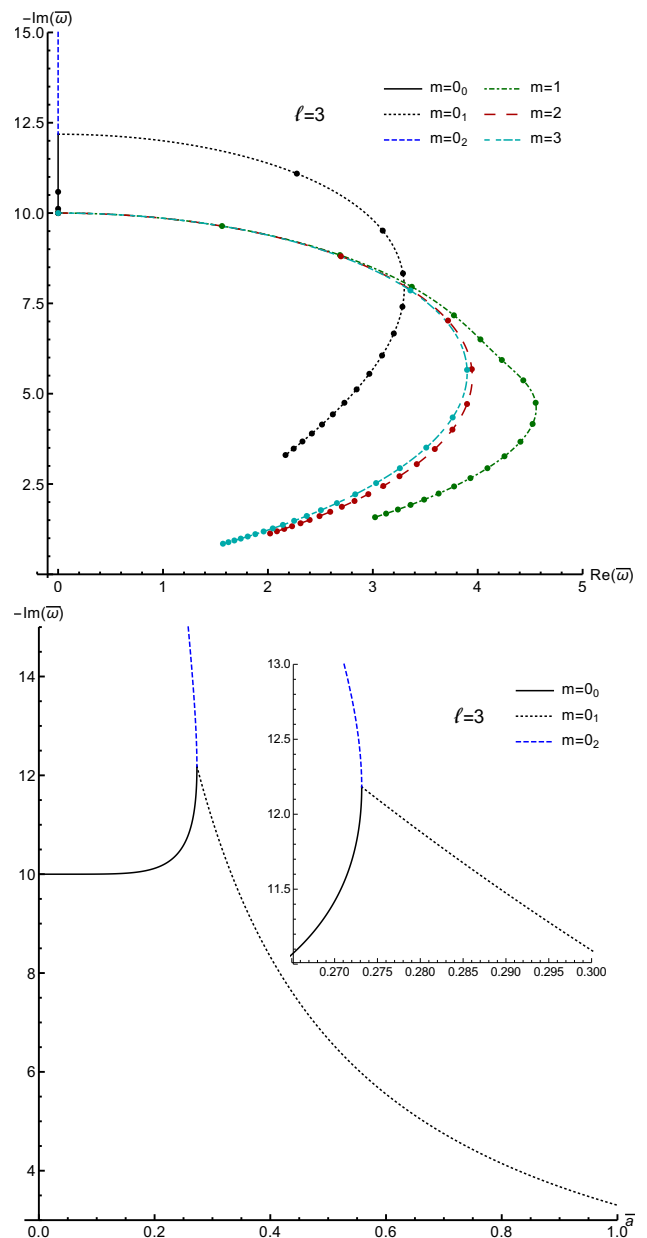 −Im(ω̅)
15.0
m=0₀ m=1
12.5 ℓ=3 m=0₁ m=2
m=0₂ m=3
10.0
7.5
5.0
2.5
0 1 2 3 4 5 Re(ω̅)
−Im(ω̅)
14
13.0
m=0₀
ℓ=3 m=0₁
12.5 m=0₂
12
12.0
11.5
10
0.270 0.275 0.280 0.285 0.290 0.295 0.300
8
6
4
0.0 0.2 0.4 0.6 0.8 1.0 a̅